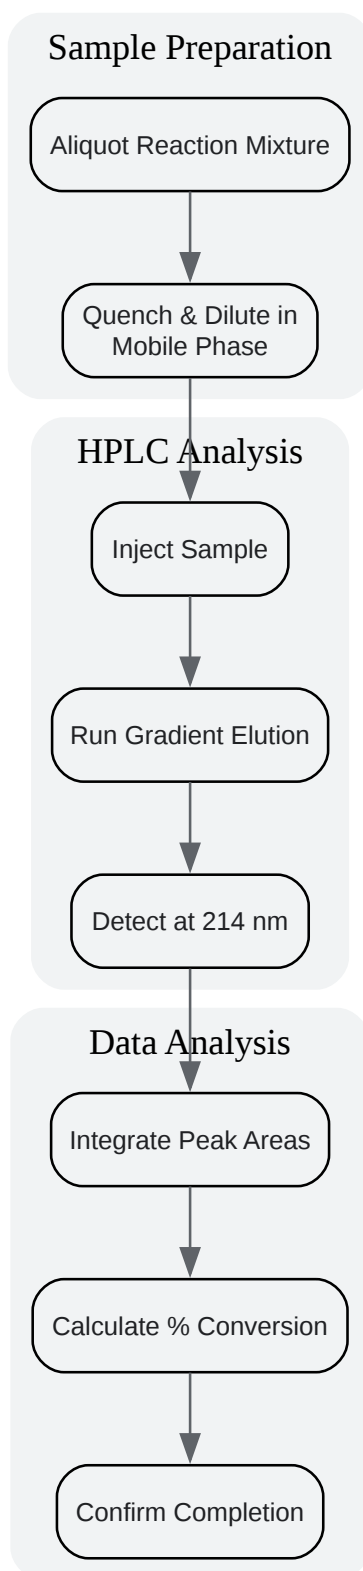 Sample Preparation
Aliquot Reaction Mixture
Quench & Dilute in
Mobile Phase
HPLC Analysis
Inject Sample
Run Gradient Elution
Detect at 214 nm
Data Analysis
Integrate Peak Areas
Calculate % Conversion
Confirm Completion